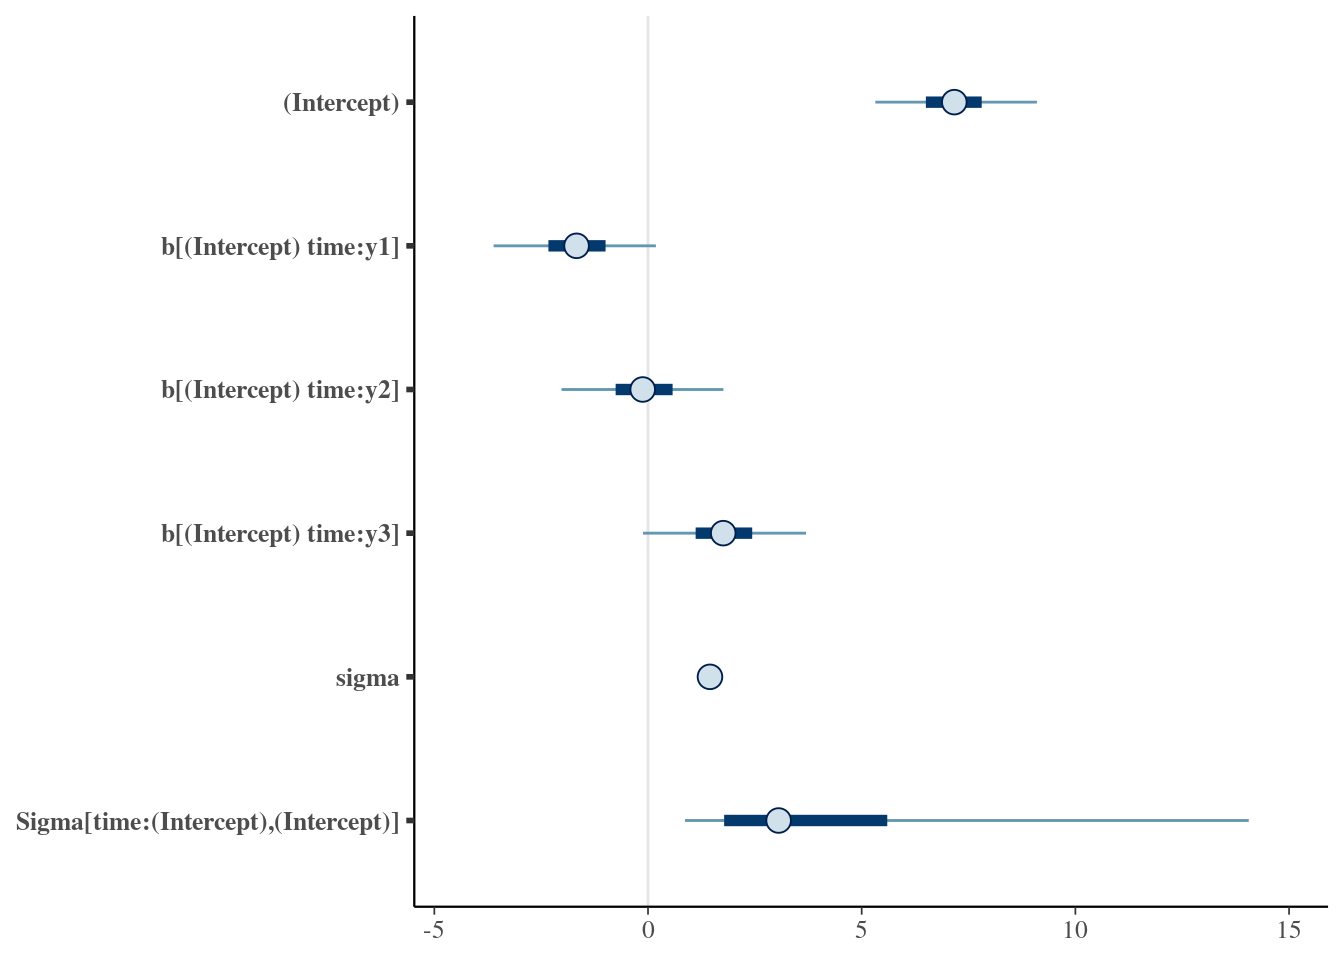 (Intercept)
b[(Intercept) time:y1]
b[(Intercept) time:y2]
b[(Intercept) time:y3]
sigma
Sigma[time:(Intercept),(Intercept)]
-5 0 5 10 15